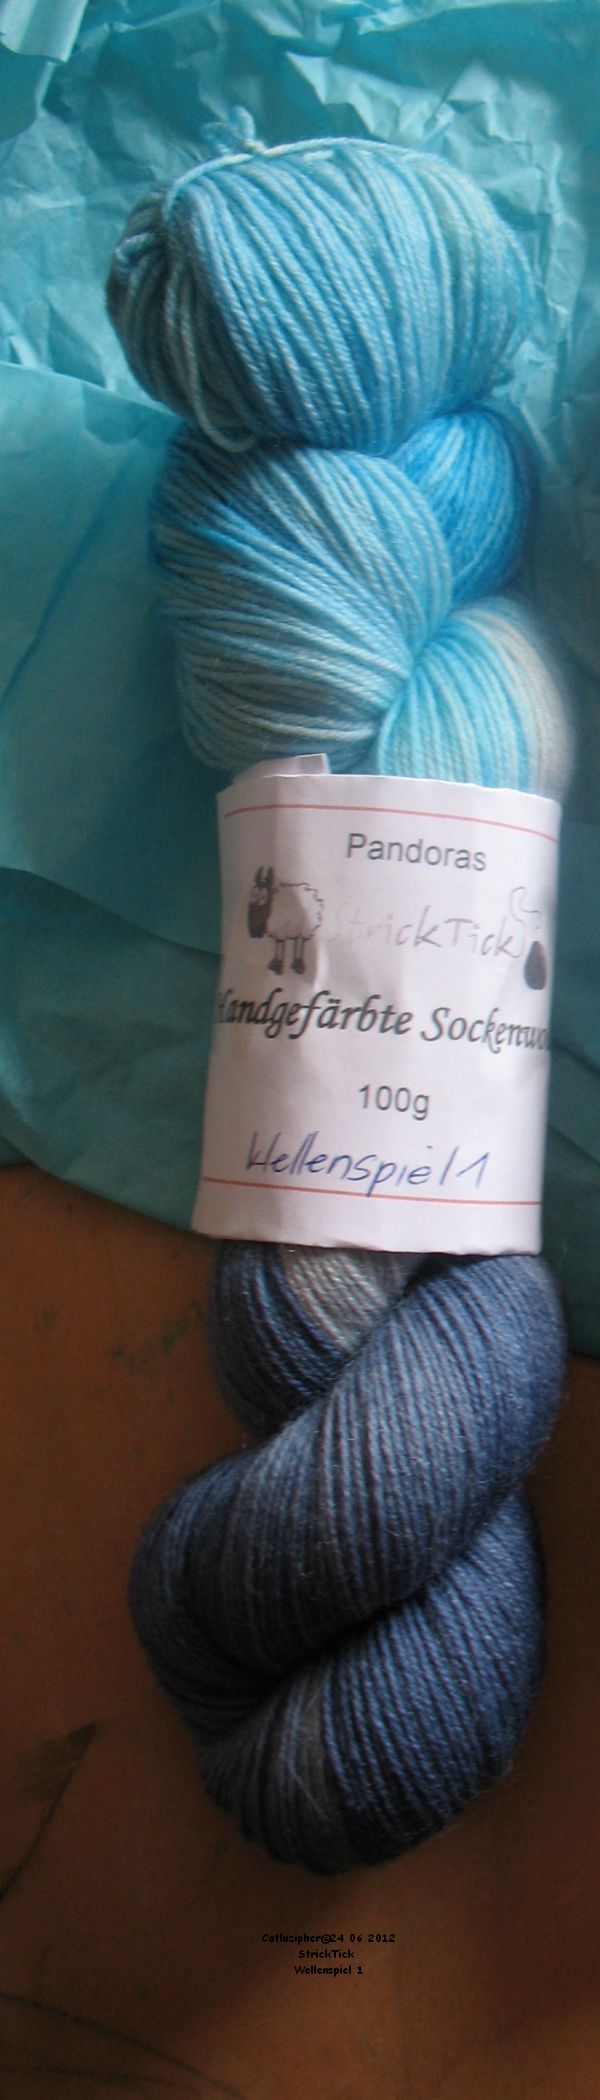 Pandoras
StrickTick
Handgefärbte Sockenwo
100g
Wellenspiel 1
Catluzipher©24 06 2012
StrickTick
Wellenspiel 1